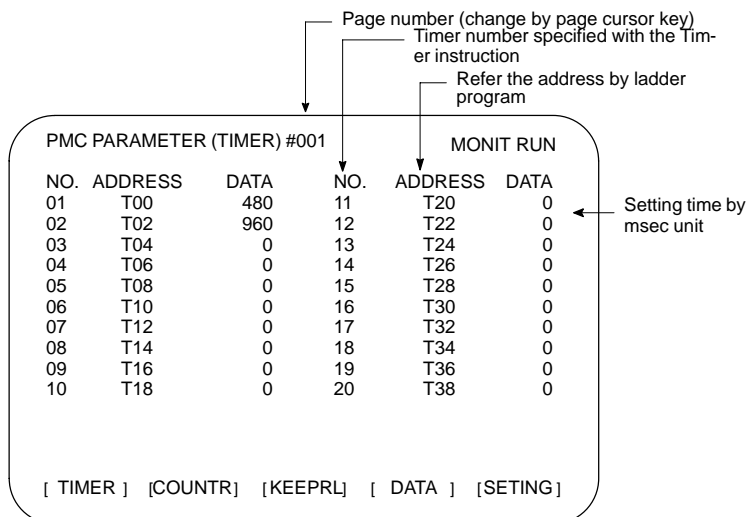 Page number (change by page cursor key)
Timer number specified with the Tim-
er instruction
Refer the address by ladder
program
PMC PARAMETER (TIMER) #001 MONIT RUN
NO. ADDRESS DATA NO. ADDRESS DATA
01 T00 480 11 T20 0
02 T02 960 12 T22 0
03 T04 0 13 T24 0
04 T06 0 14 T26 0
05 T08 0 15 T28 0
06 T10 0 16 T30 0
07 T12 0 17 T32 0
08 T14 0 18 T34 0
09 T16 0 19 T36 0
10 T18 0 20 T38 0
Setting time by
msec unit
[ TIMER ] [COUNTR] [KEEPRL] [ DATA ] [SETING]